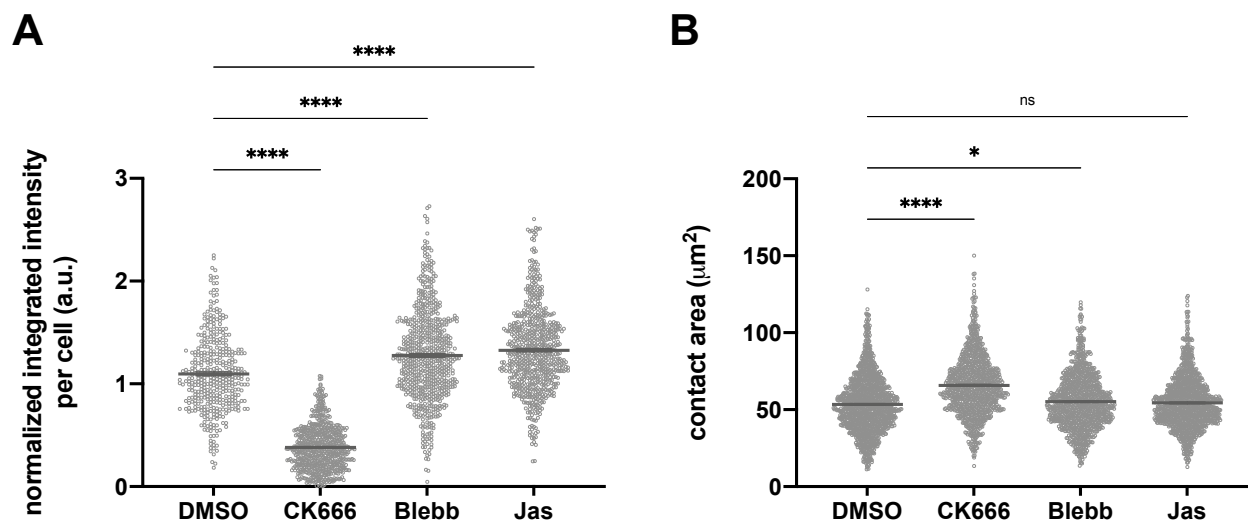 A
****
****
****
normalized integrated intensity
per cell (a.u.)
3
2
1
0
DMSO CK666 Blebb Jas
B
ns
*
****
contact area (μm²)
200
150
100
50
0
DMSO CK666 Blebb Jas